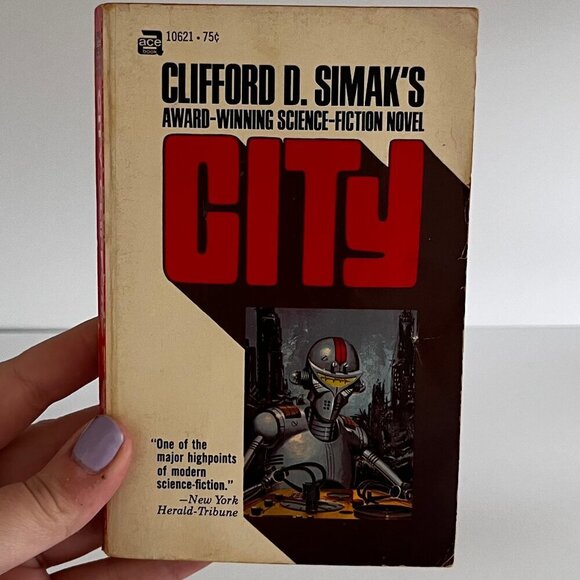 ace
book
10621 • 75¢
CLIFFORD D. SIMAK'S
AWARD-WINNING SCIENCE-FICTION NOVEL
CITy
"One of the
major highpoints
of modern
science-fiction."
—New York
Herald-Tribune